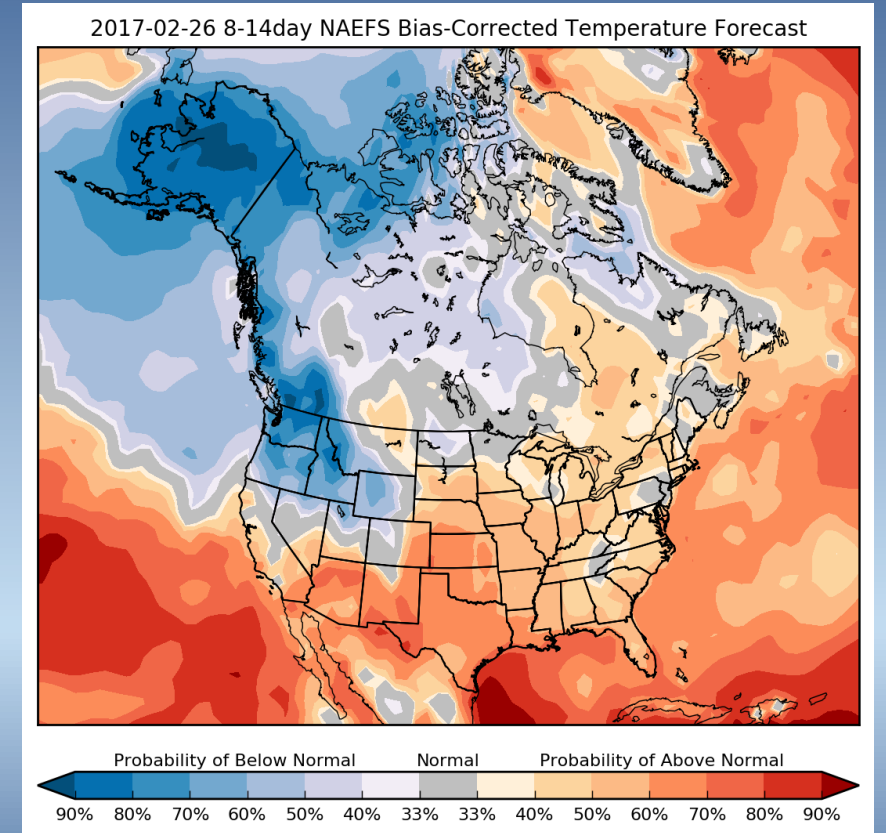 2017-02-26 8-14day NAEFS Bias-Corrected Temperature Forecast
Probability of Below Normal Normal Probability of Above Normal
90% 80% 70% 60% 50% 40% 33% 33% 40% 50% 60% 70% 80% 90%